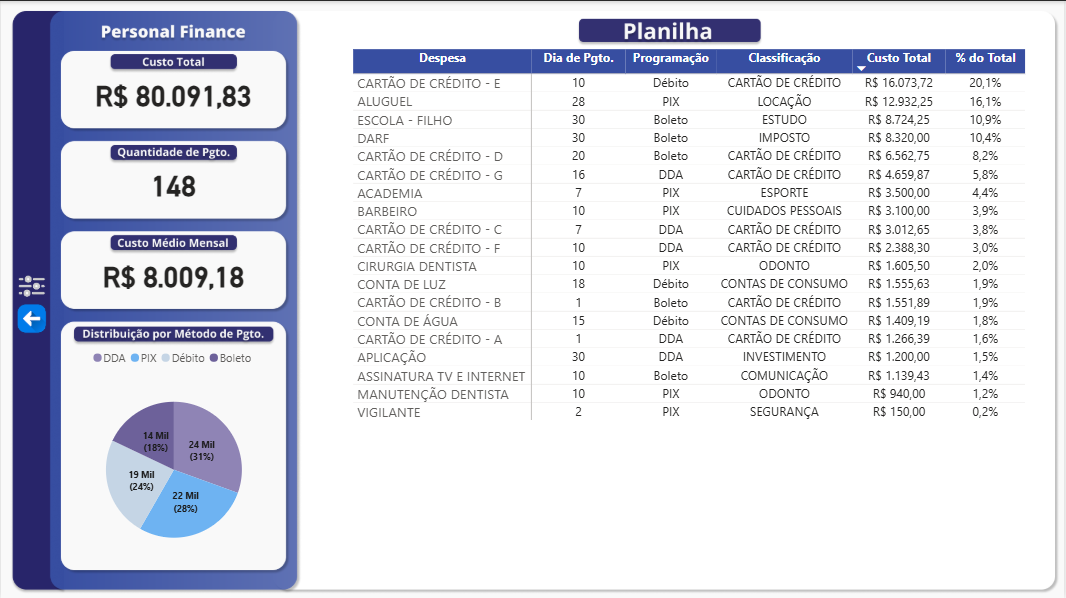 Personal Finance
Custo Total
R$ 80.091,83
Quantidade de Pgto.
148
Custo Médio Mensal
R$ 8.009,18
Distribuição por Método de Pgto.
DDA PIX Débito Boleto
14 Mil
(18%)
24 Mil
(31%)
19 Mil
(24%)
22 Mil
(28%)
Planilha
Despesa Dia de Pgto. Programação Classificação Custo Total % do Total
CARTÃO DE CRÉDITO - E 10 Débito CARTÃO DE CRÉDITO R$ 16.073,72 20,1%
ALUGUEL 28 PIX LOCAÇÃO R$ 12.932,25 16,1%
ESCOLA - FILHO 30 Boleto ESTUDO R$ 8.724,25 10,9%
DARF 30 Boleto IMPOSTO R$ 8.320,00 10,4%
CARTÃO DE CRÉDITO - D 20 Boleto CARTÃO DE CRÉDITO R$ 6.562,75 8,2%
CARTÃO DE CRÉDITO - G 16 DDA CARTÃO DE CRÉDITO R$ 4.659,87 5,8%
ACADEMIA 7 PIX ESPORTE R$ 3.500,00 4,4%
BARBEIRO 10 PIX CUIDADOS PESSOAIS R$ 3.100,00 3,9%
CARTÃO DE CRÉDITO - C 7 DDA CARTÃO DE CRÉDITO R$ 3.012,65 3,8%
CARTÃO DE CRÉDITO - F 10 DDA CARTÃO DE CRÉDITO R$ 2.388,30 3,0%
CIRURGIA DENTISTA 10 PIX ODONTO R$ 1.605,50 2,0%
CONTA DE LUZ 18 Débito CONTAS DE CONSUMO R$ 1.555,63 1,9%
CARTÃO DE CRÉDITO - B 1 Boleto CARTÃO DE CRÉDITO R$ 1.551,89 1,9%
CONTA DE ÁGUA 15 Débito CONTAS DE CONSUMO R$ 1.409,19 1,8%
CARTÃO DE CRÉDITO - A 1 DDA CARTÃO DE CRÉDITO R$ 1.266,39 1,6%
APLICAÇÃO 30 DDA INVESTIMENTO R$ 1.200,00 1,5%
ASSINATURA TV E INTERNET 10 Boleto COMUNICAÇÃO R$ 1.139,43 1,4%
MANUTENÇÃO DENTISTA 10 PIX ODONTO R$ 940,00 1,2%
VIGILANTE 2 PIX SEGURANÇA R$ 150,00 0,2%